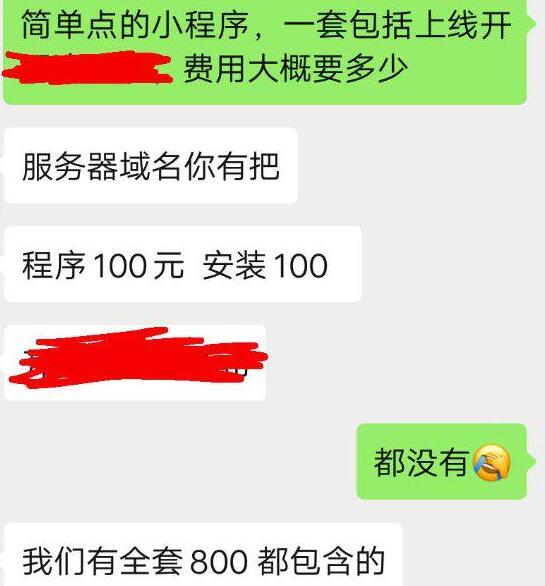 简单点的小程序，一套包括上线开
费用大概要多少
服务器域名你有把
程序100元 安装100
都没有🤦
我们有全套800都包含的